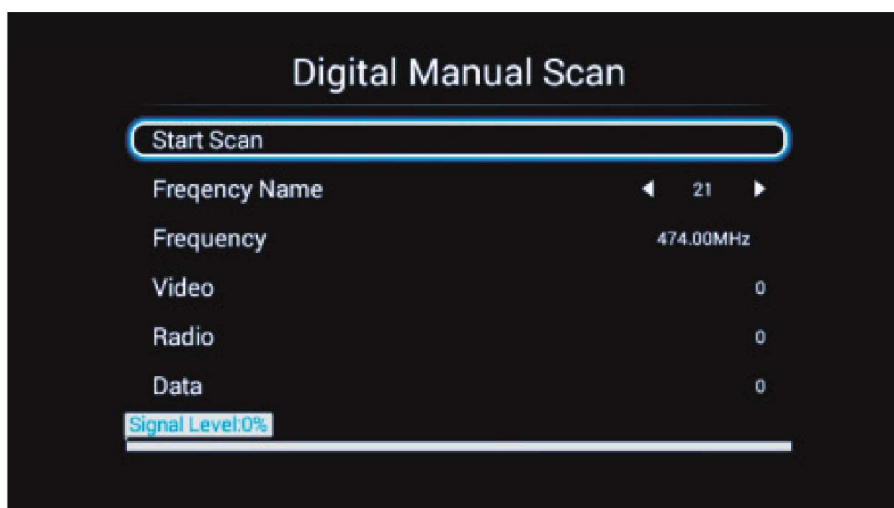 Digital Manual Scan
Start Scan
Freqency Name 21
Frequency 474.00MHz
Video 0
Radio 0
Data 0
Signal Level:0%